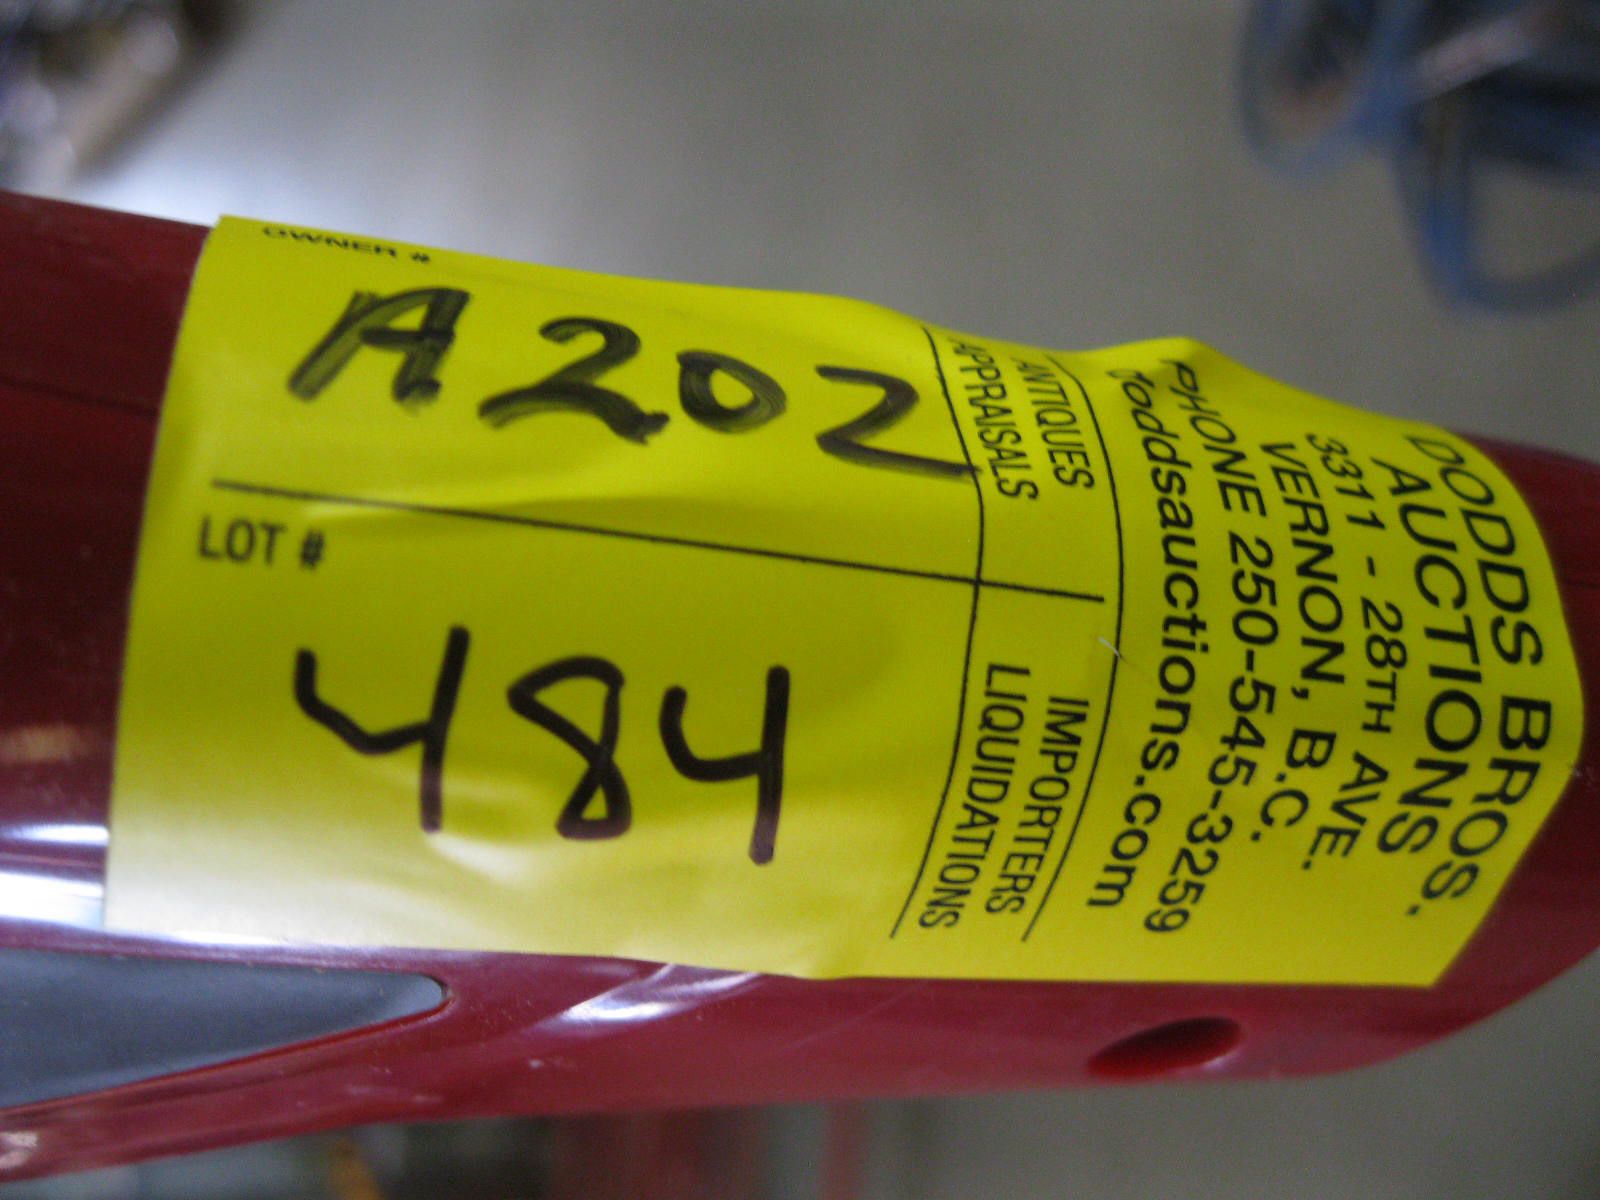 DODDS BROS.
AUCTIONS
3311 - 28TH AVE.
VERNON, B.C.
PHONE 250-545-3259
doddsauctions.com
ANTIQUES
APPRAISALS
IMPORTERS
LIQUIDATIONS
OWNER #
A202
LOT #
484